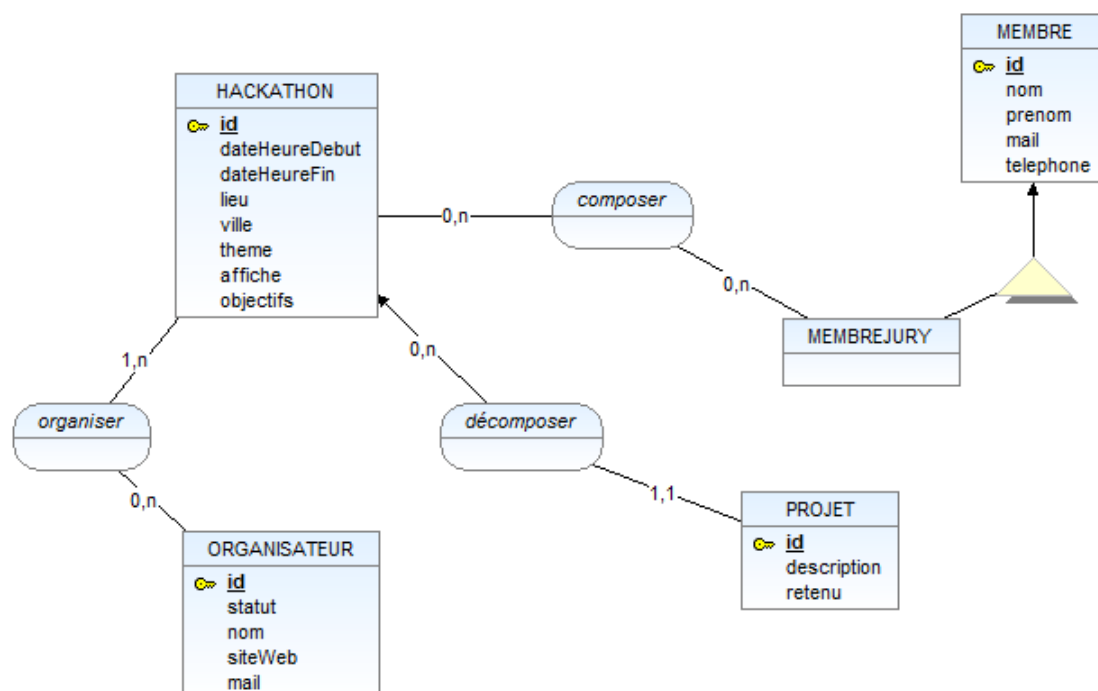 MEMBRE
id
nom
prenom
mail
telephone
HACKATHON
id
dateHeureDebut
dateHeureFin
lieu
ville
theme
affiche
objectifs
0,n
composer
0,n
MEMBREJURY
1,n
0,n
organiser
décomposer
0,n
1,1
ORGANISATEUR
id
statut
nom
siteWeb
mail
PROJET
id
description
retenu